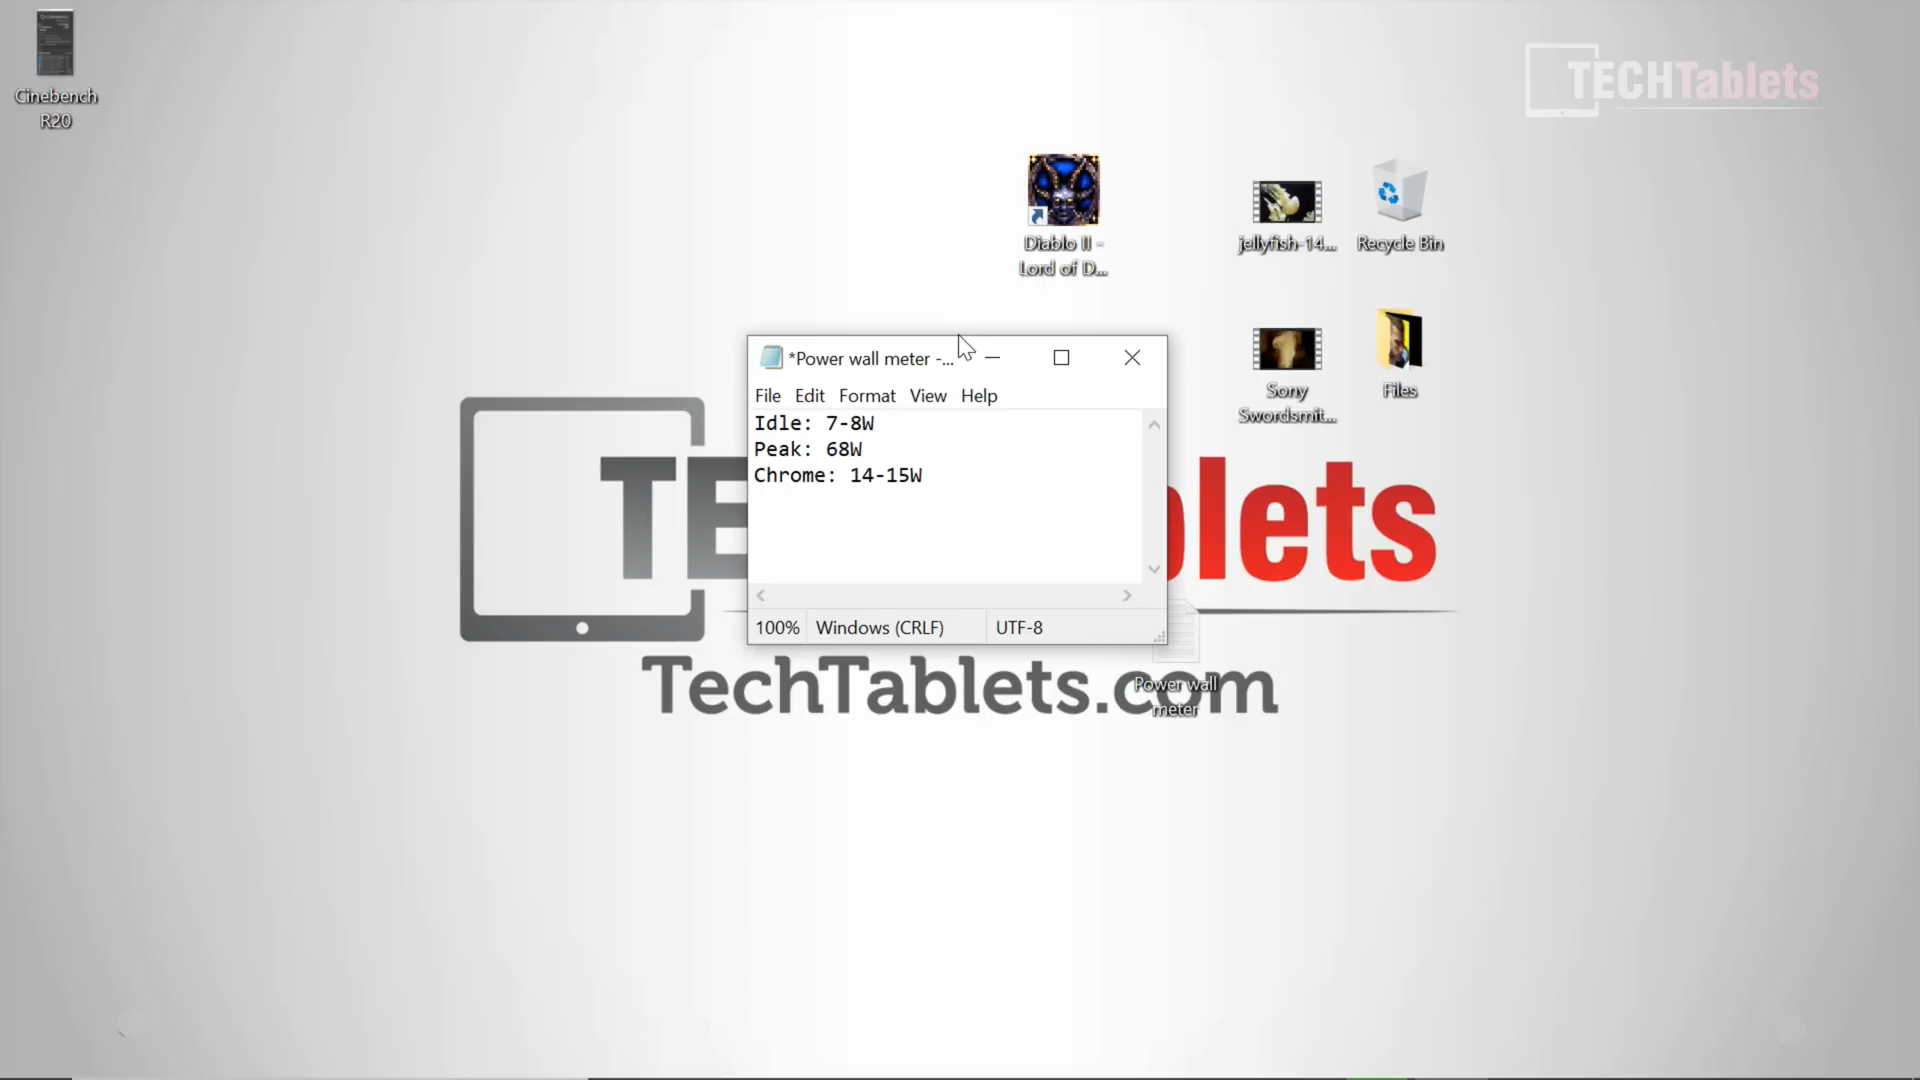 Cinebench
R20
TECHTablets
Diablo II -
Lord of D...
jellyfish-14...
Recycle Bin
Sony
Swordsmit...
Files
*Power wall meter -...
File Edit Format View Help
Idle: 7-8W
Peak: 68W
Chrome: 14-15W
100% Windows (CRLF) UTF-8
TE blets
TechTablets.com
Power wall
meter